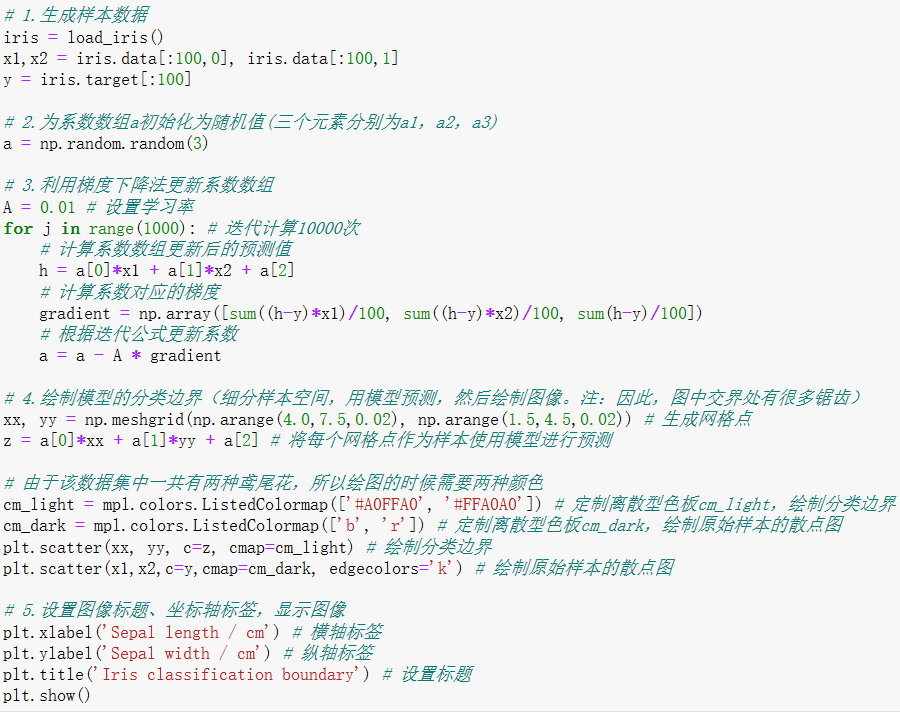 # 1.生成样本数据
iris = load_iris()
x1,x2 = iris.data[:100,0], iris.data[:100,1]
y = iris.target[:100]
# 2.为系数数组a初始化为随机值(三个元素分别为a1，a2，a3)
a = np.random.random(3)
# 3.利用梯度下降法更新系数数组
A = 0.01 # 设置学习率
for j in range(1000): # 迭代计算10000次
    # 计算系数数组更新后的预测值
    h = a[0]*x1 + a[1]*x2 + a[2]
    # 计算系数对应的梯度
    gradient = np.array([sum((h-y)*x1)/100, sum((h-y)*x2)/100, sum(h-y)/100])
    # 根据迭代公式更新系数
    a = a - A * gradient
# 4.绘制模型的分类边界（细分样本空间，用模型预测，然后绘制图像。注：因此，图中交界处有很多锯齿）
xx, yy = np.meshgrid(np.arange(4.0,7.5,0.02), np.arange(1.5,4.5,0.02)) # 生成网格点
z = a[0]*xx + a[1]*yy + a[2] # 将每个网格点作为样本使用模型进行预测
# 由于该数据集中一共有两种鸢尾花，所以绘图的时候需要两种颜色
cm_light = mpl.colors.ListedColormap(['#A0FFA0', '#FFA0A0']) # 定制离散型色板cm_light，绘制分类边界
cm_dark = mpl.colors.ListedColormap(['b', 'r']) # 定制离散型色板cm_dark，绘制原始样本的散点图
plt.scatter(xx, yy, c=z, cmap=cm_light) # 绘制分类边界
plt.scatter(x1,x2,c=y,cmap=cm_dark, edgecolors='k') # 绘制原始样本的散点图
# 5.设置图像标题、坐标轴标签，显示图像
plt.xlabel('Sepal length / cm') # 横轴标签
plt.ylabel('Sepal width / cm') # 纵轴标签
plt.title('Iris classification boundary') # 设置标题
plt.show()